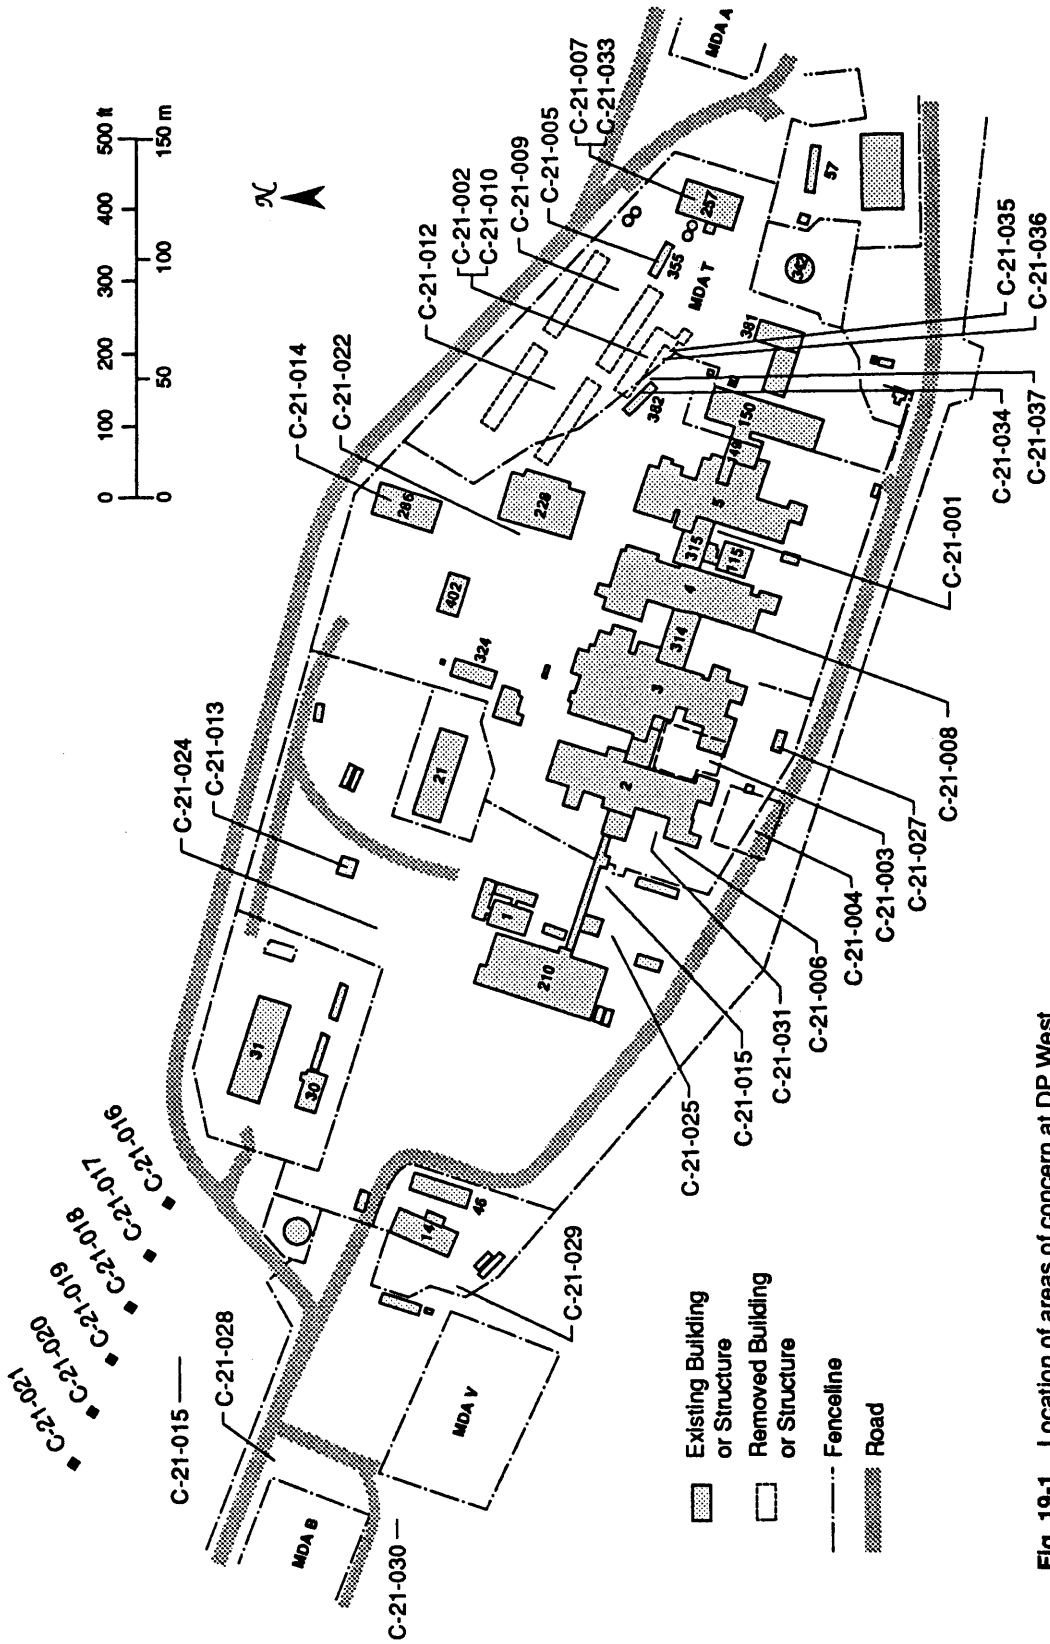 500 ft
400
300
200
100
0
150 m
100
50
0
N
MDA A
C-21-007
C-21-033
C-21-005
C-21-009
C-21-002
C-21-010
C-21-012
C-21-014
C-21-022
C-21-024
C-21-013
257
355
MDA T
57
342
381
382
150
149
5
315
115
4
314
3
2
286
228
402
324
21
1
210
31
30
14
46
MDA V
MDA B
C-21-035
C-21-036
C-21-034
C-21-037
C-21-001
C-21-008
C-21-027
C-21-003
C-21-004
C-21-006
C-21-031
C-21-015
C-21-025
C-21-029
C-21-016
C-21-017
C-21-018
C-21-019
C-21-020
C-21-021
C-21-015
C-21-028
C-21-030
Existing Building
or Structure
Removed Building
or Structure
Fenceline
Road
Fig. 19-1 Location of areas of concern at DP West